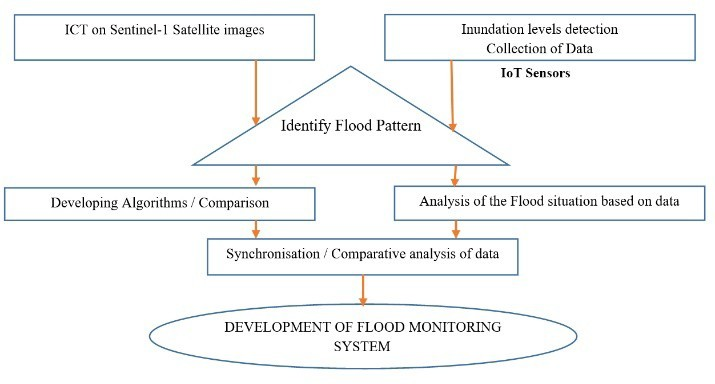 ICT on Sentinel-1 Satellite images
Inundation levels detection
Collection of Data
IoT Sensors
Identify Flood Pattern
Developing Algorithms / Comparison
Analysis of the Flood situation based on data
Synchronisation / Comparative analysis of data
DEVELOPMENT OF FLOOD MONITORING
SYSTEM